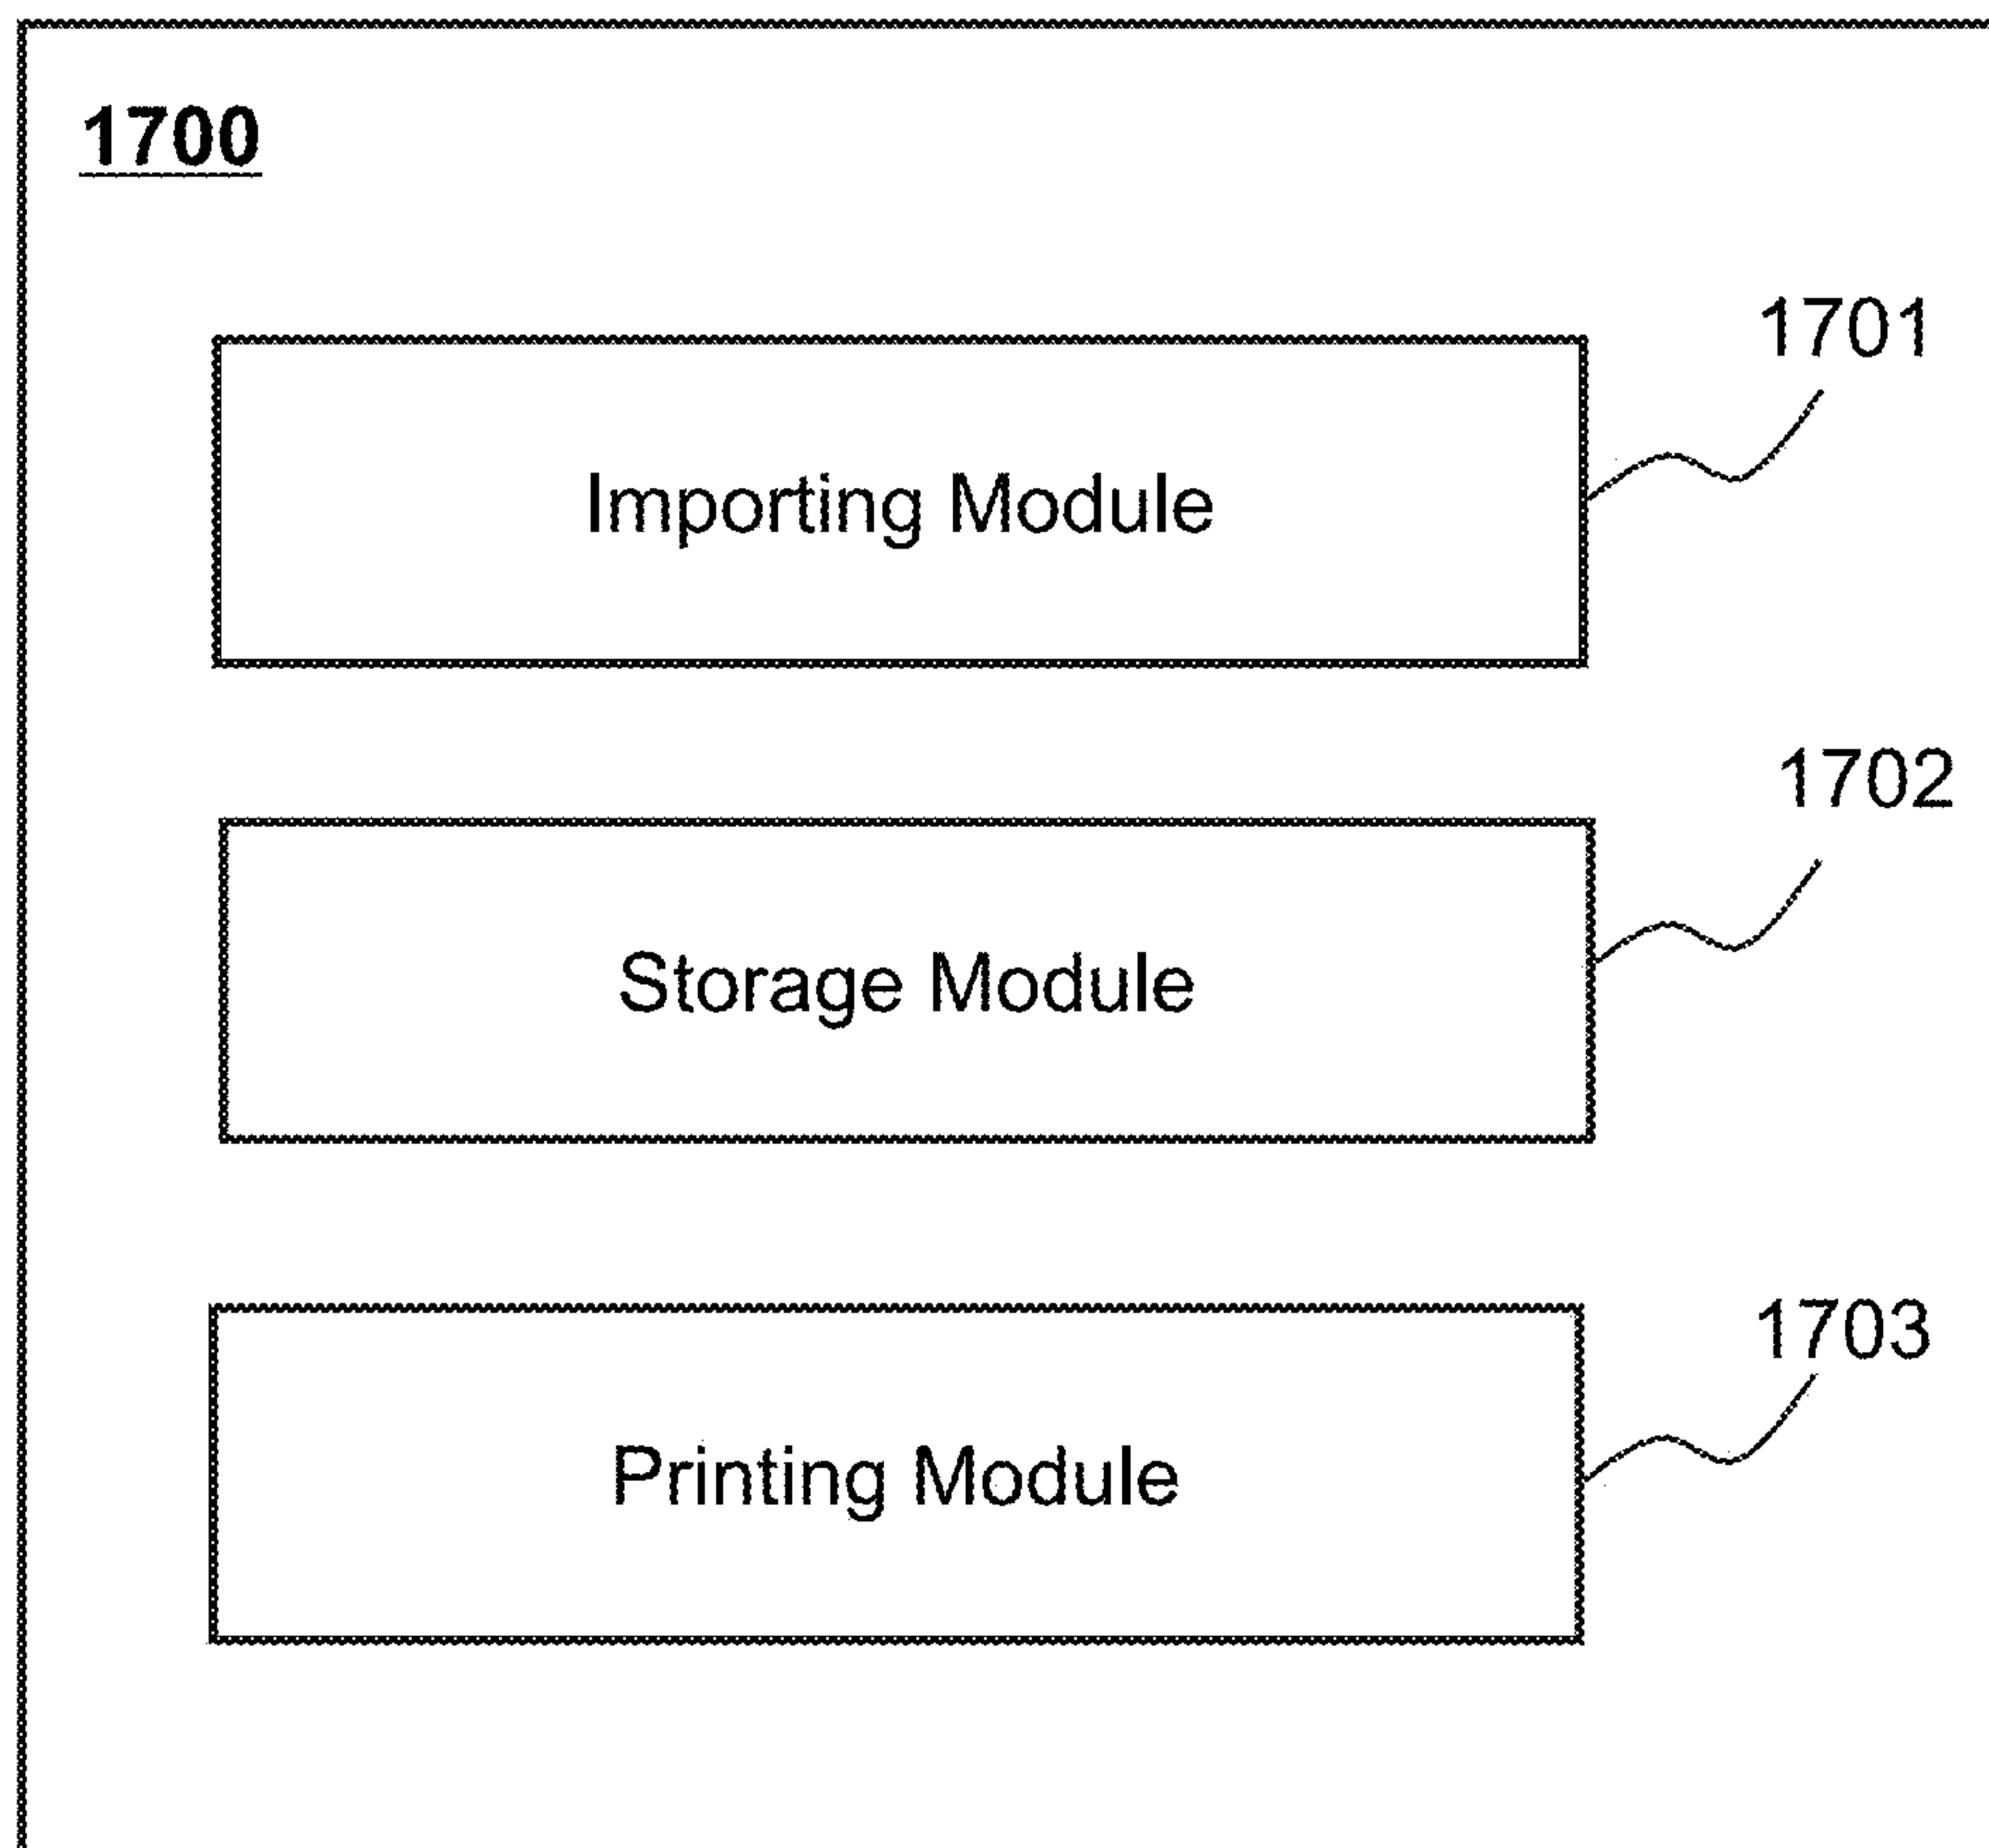 1700
1701
Importing Module
1702
Storage Module
1703
Printing Module